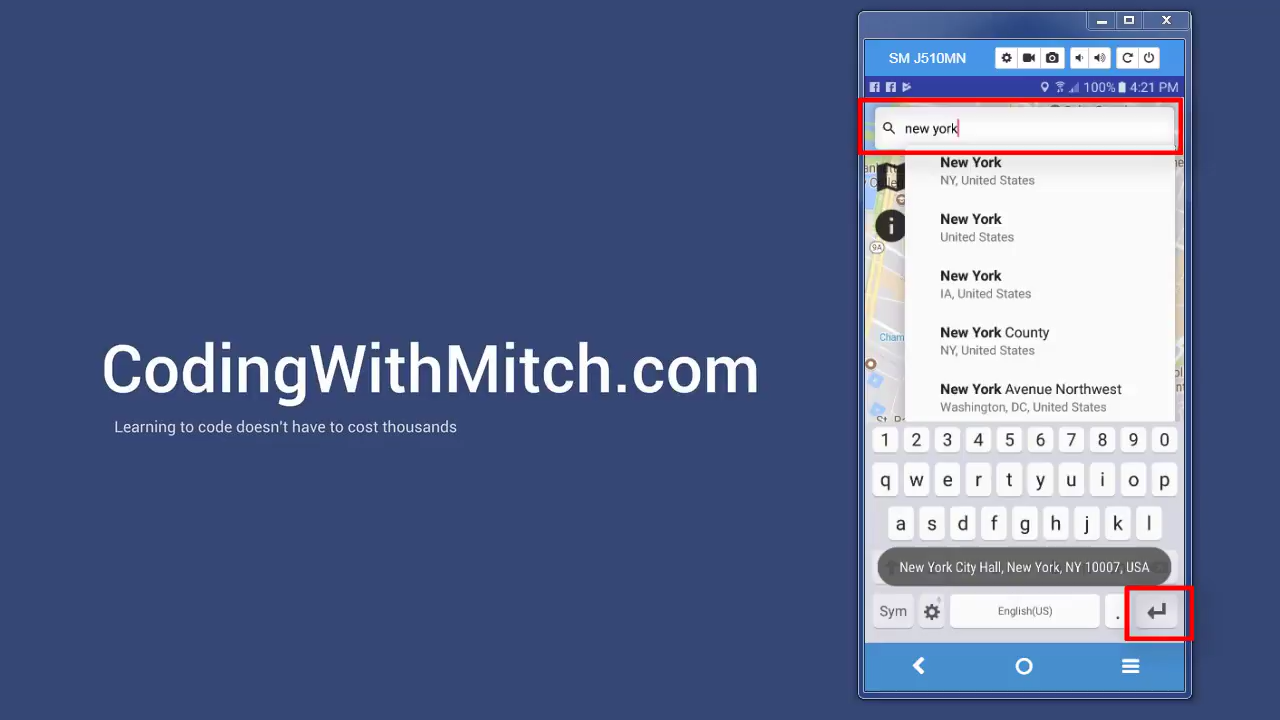 SM J510MN
100% 4:21 PM
new york
New York
NY, United States
New York
United States
New York
IA, United States
New York County
NY, United States
New York Avenue Northwest
Washington, DC, United States
9A
Cham
CodingWithMitch.com
Learning to code doesn't have to cost thousands
1 2 3 4 5 6 7 8 9 0
q w e r t y u i o p
a s d f g h j k l
New York City Hall, New York, NY 10007, USA
Sym English(US) .